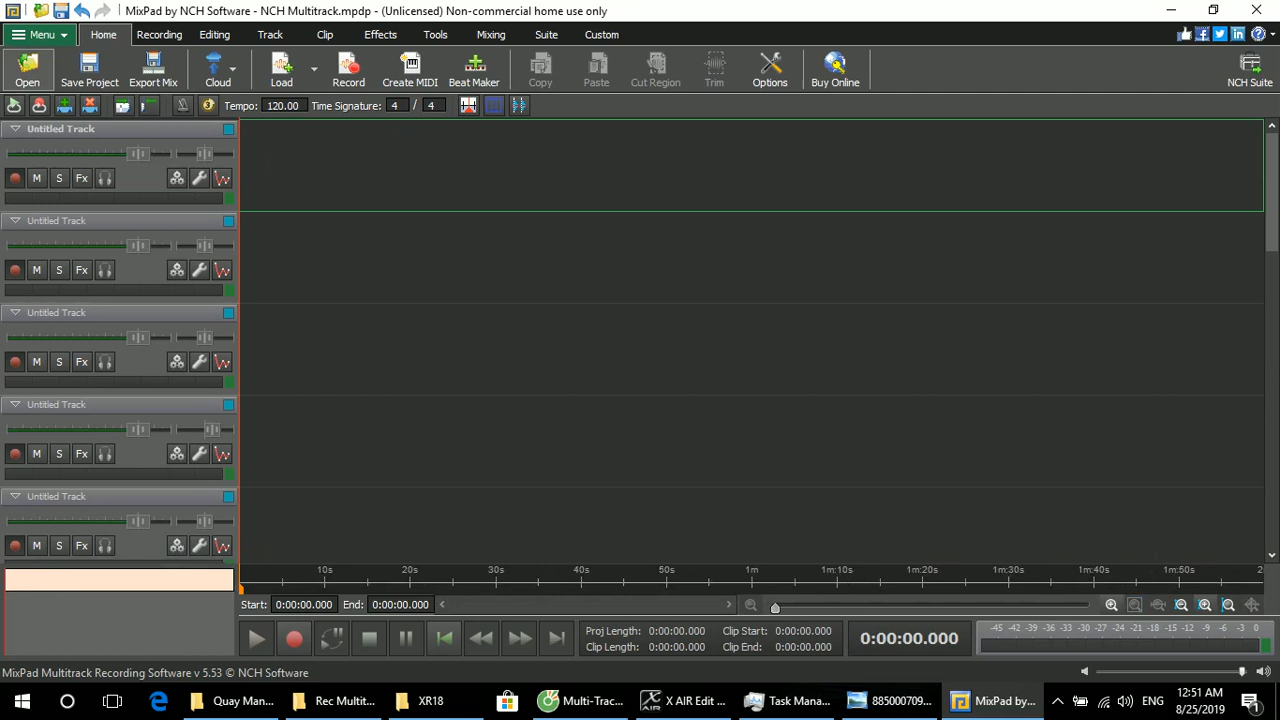 MixPad by NCH Software - NCH Multitrack.mpdp - (Unlicensed) Non-commercial home use only
Menu Home Recording Editing Track Clip Effects Tools Mixing Suite Custom
Open Save Project Export Mix Cloud Load Record Create MIDI Beat Maker Copy Paste Cut Region Trim Options Buy Online NCH Suite
Tempo: 120.00 Time Signature: 4 / 4
Untitled Track
M S Fx
Untitled Track
M S Fx
Untitled Track
M S Fx
Untitled Track
M S Fx
Untitled Track
M S Fx
10s 20s 30s 40s 50s 1m 1m:10s 1m:20s 1m:30s 1m:40s 1m:50s 2
Start: 0:00:00.000 End: 0:00:00.000
Proj Length: 0:00:00.000 Clip Start: 0:00:00.000
Clip Length: 0:00:00.000 Clip End: 0:00:00.000
0:00:00.000
-45 -42 -39 -36 -33 -30 -27 -24 -21 -18 -15 -12 -9 -6 -3 0
MixPad Multitrack Recording Software v 5.53 © NCH Software
Quay Man... Rec Multit... XR18 Multi-Trac... X AIR Edit ... Task Mana... 885000709... MixPad by... ENG 12:51 AM
8/25/2019